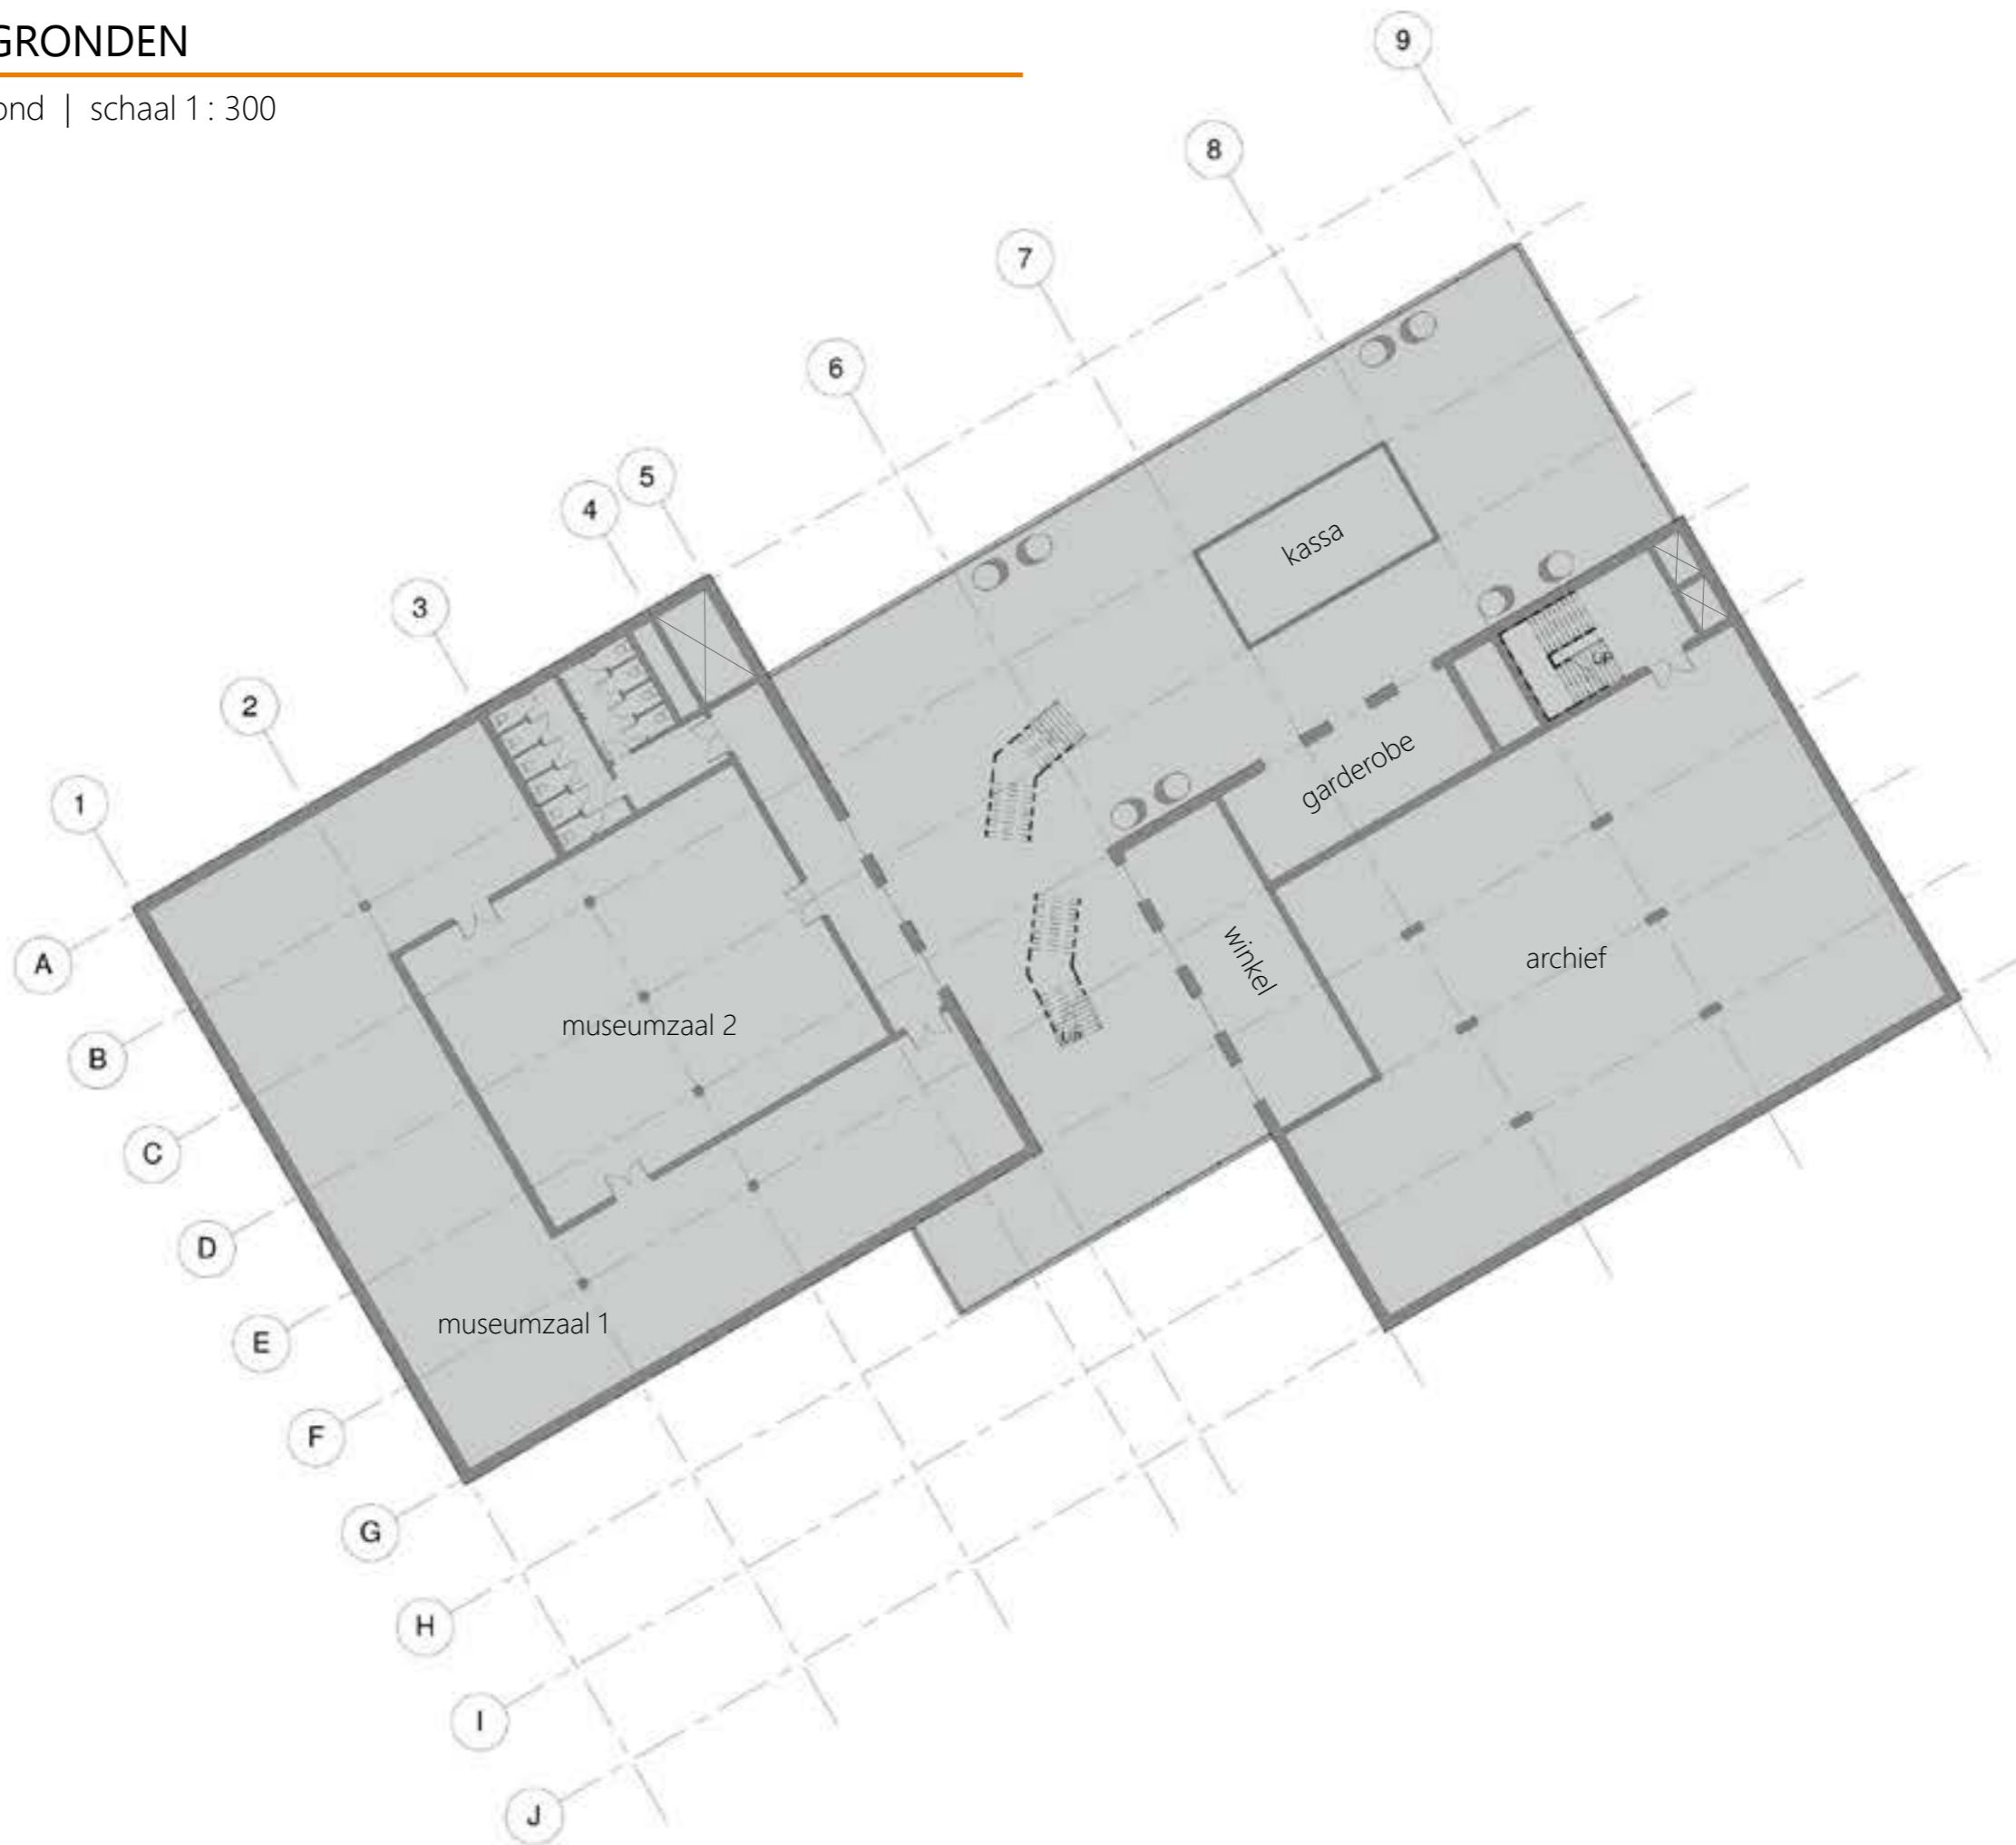 GRONDEN
ond | schaal 1 : 300
9
8
7
6
5
4
3
2
1
A
B
C
D
E
F
G
H
I
J
kassa
garderobe
winkel
archief
museumzaal 2
museumzaal 1